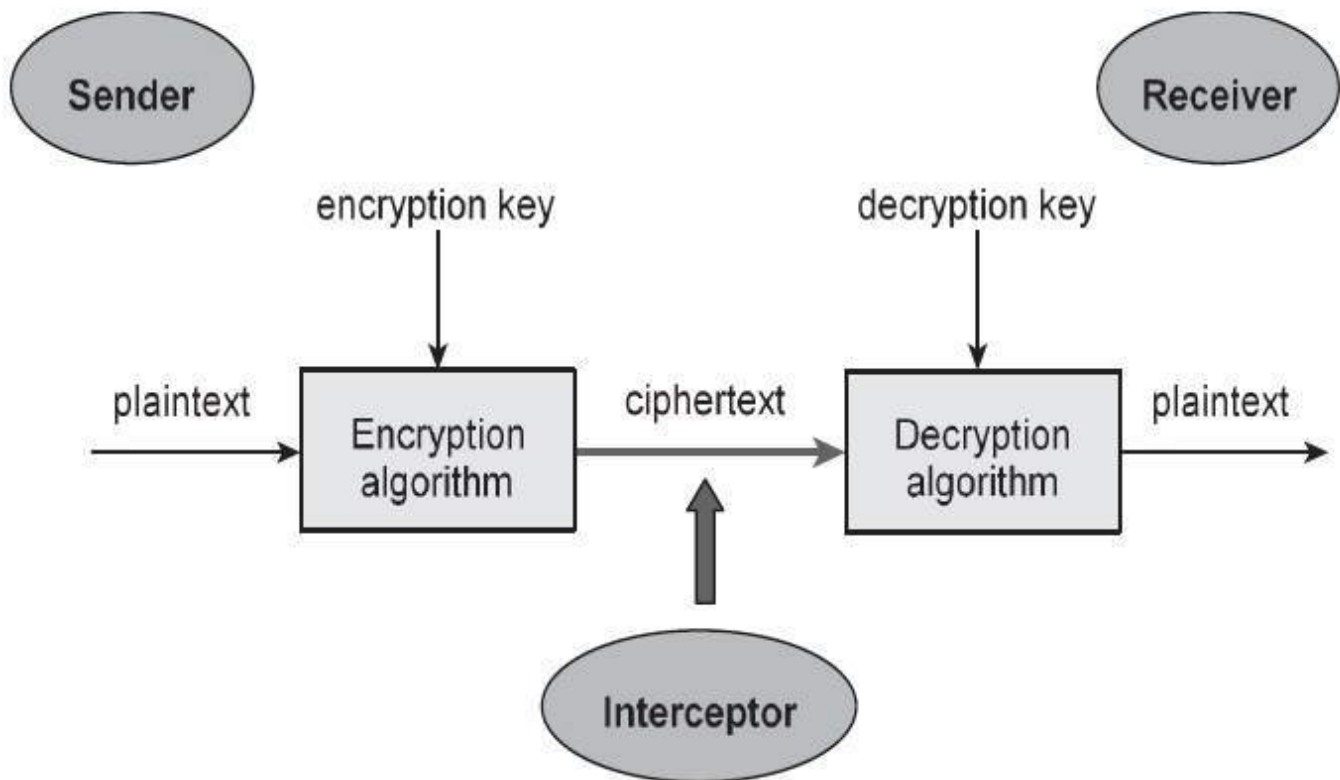 Sender
Receiver
encryption key
decryption key
plaintext
Encryption
algorithm
ciphertext
Decryption
algorithm
plaintext
Interceptor